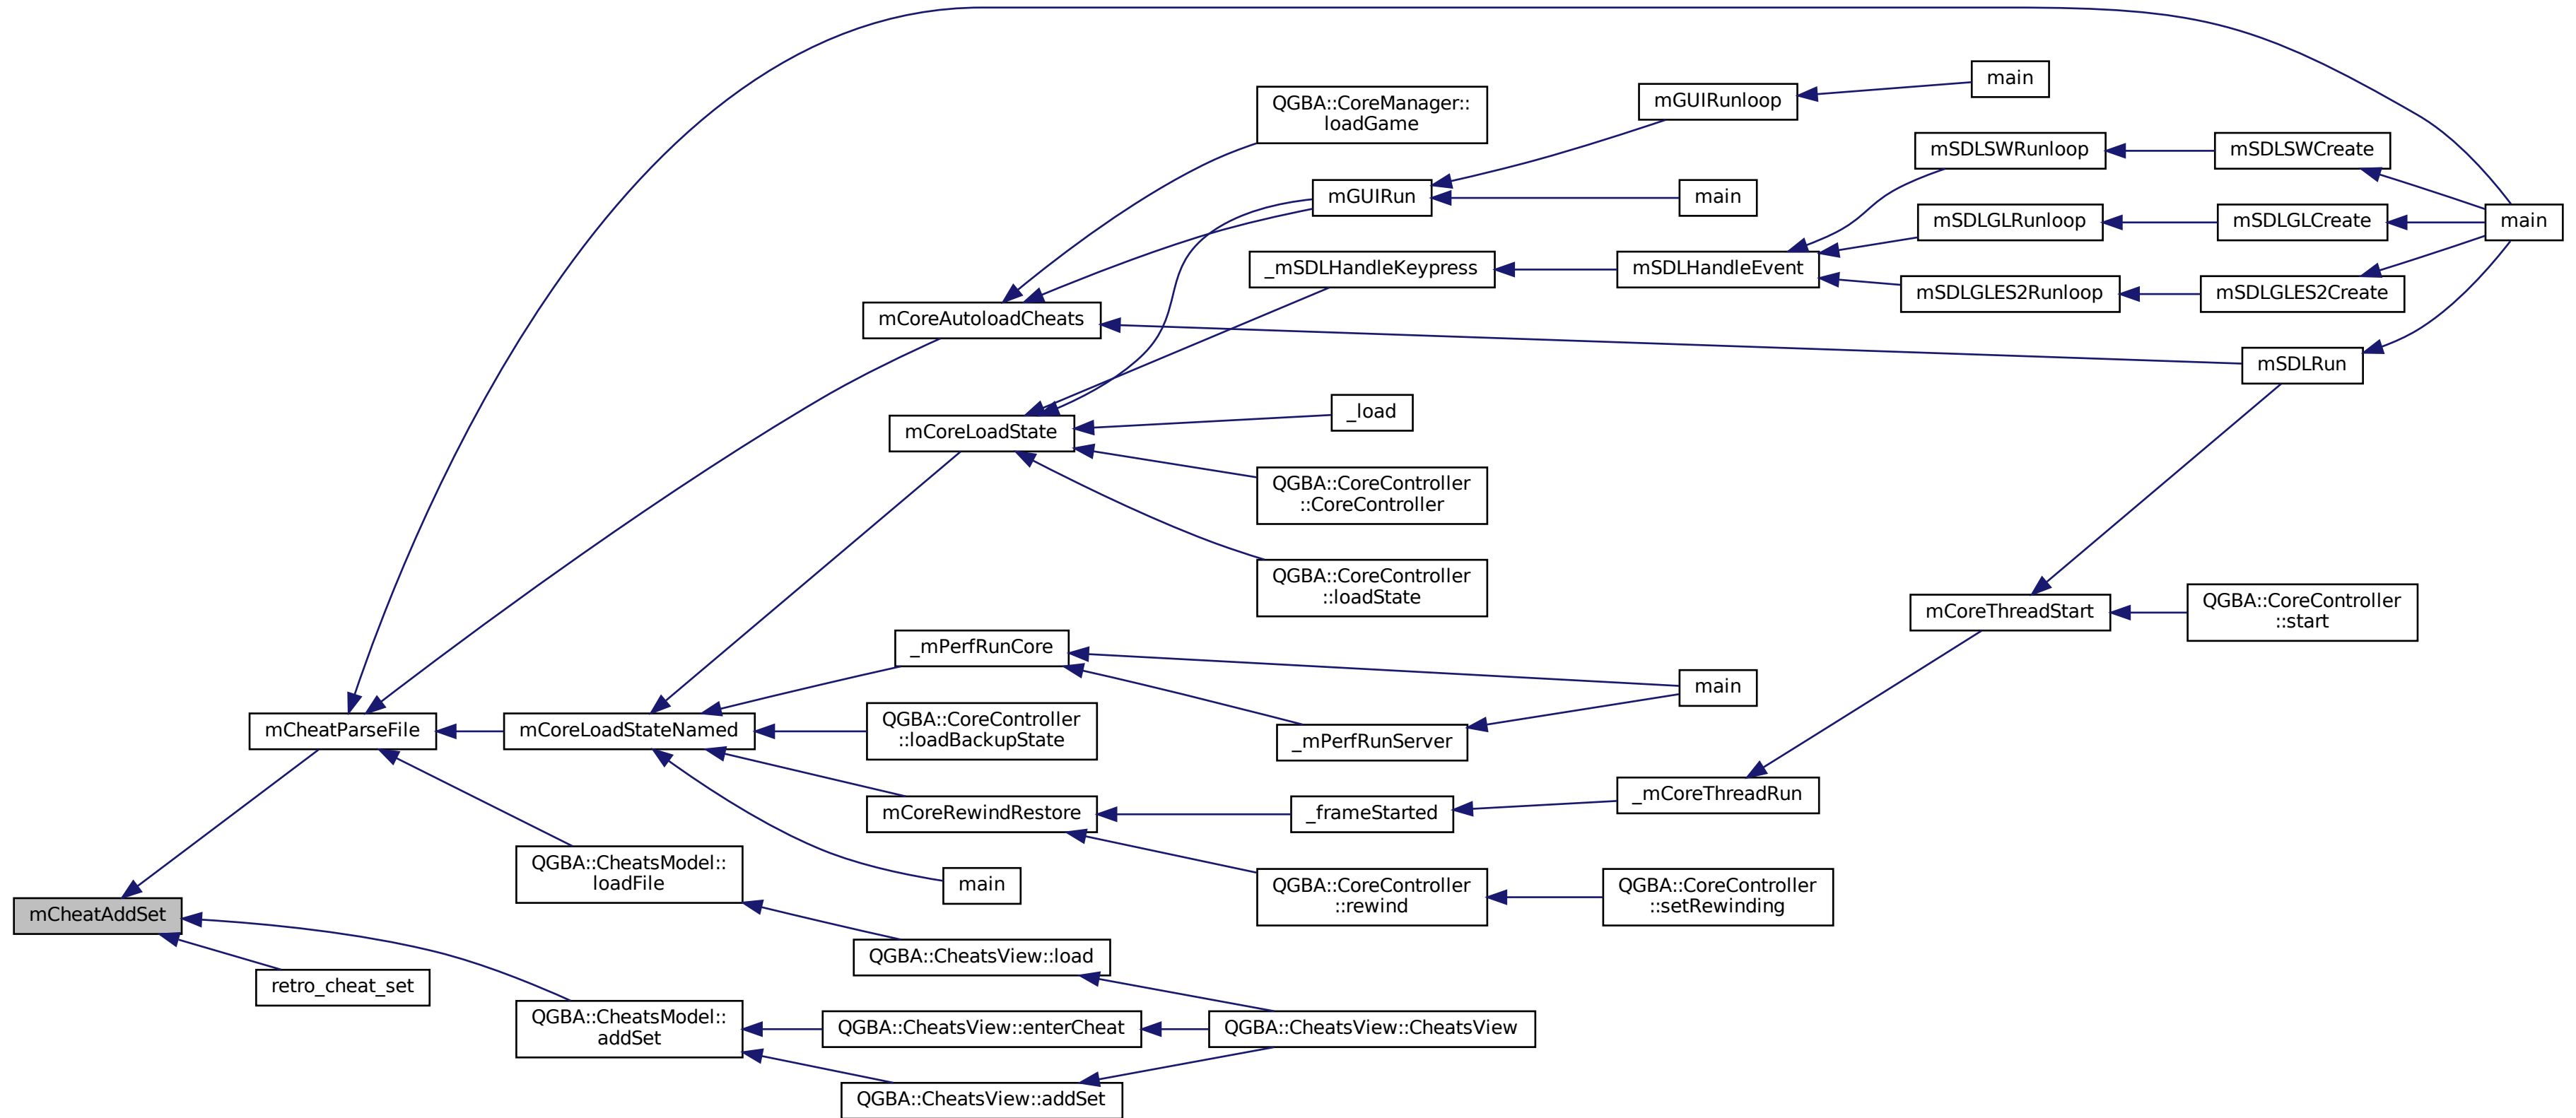 main
QGBA::CoreManager::
loadGame
mGUIRunloop
mSDLSWRunloop
mSDLSWCreate
mGUIRun
main
mSDLGLRunloop
mSDLGLCreate
main
_mSDLHandleKeypress
mSDLHandleEvent
mSDLGLES2Runloop
mSDLGLES2Create
mCoreAutoloadCheats
mSDLRun
mCoreLoadState
_load
QGBA::CoreController
::CoreController
QGBA::CoreController
::loadState
mCoreThreadStart
QGBA::CoreController
::start
_mPerfRunCore
main
mCheatParseFile
mCoreLoadStateNamed
QGBA::CoreController
::loadBackupState
_mPerfRunServer
_mCoreThreadRun
mCoreRewindRestore
_frameStarted
QGBA::CheatsModel::
loadFile
main
QGBA::CoreController
::rewind
QGBA::CoreController
::setRewinding
mCheatAddSet
QGBA::CheatsView::load
retro_cheat_set
QGBA::CheatsModel::
addSet
QGBA::CheatsView::enterCheat
QGBA::CheatsView::CheatsView
QGBA::CheatsView::addSet